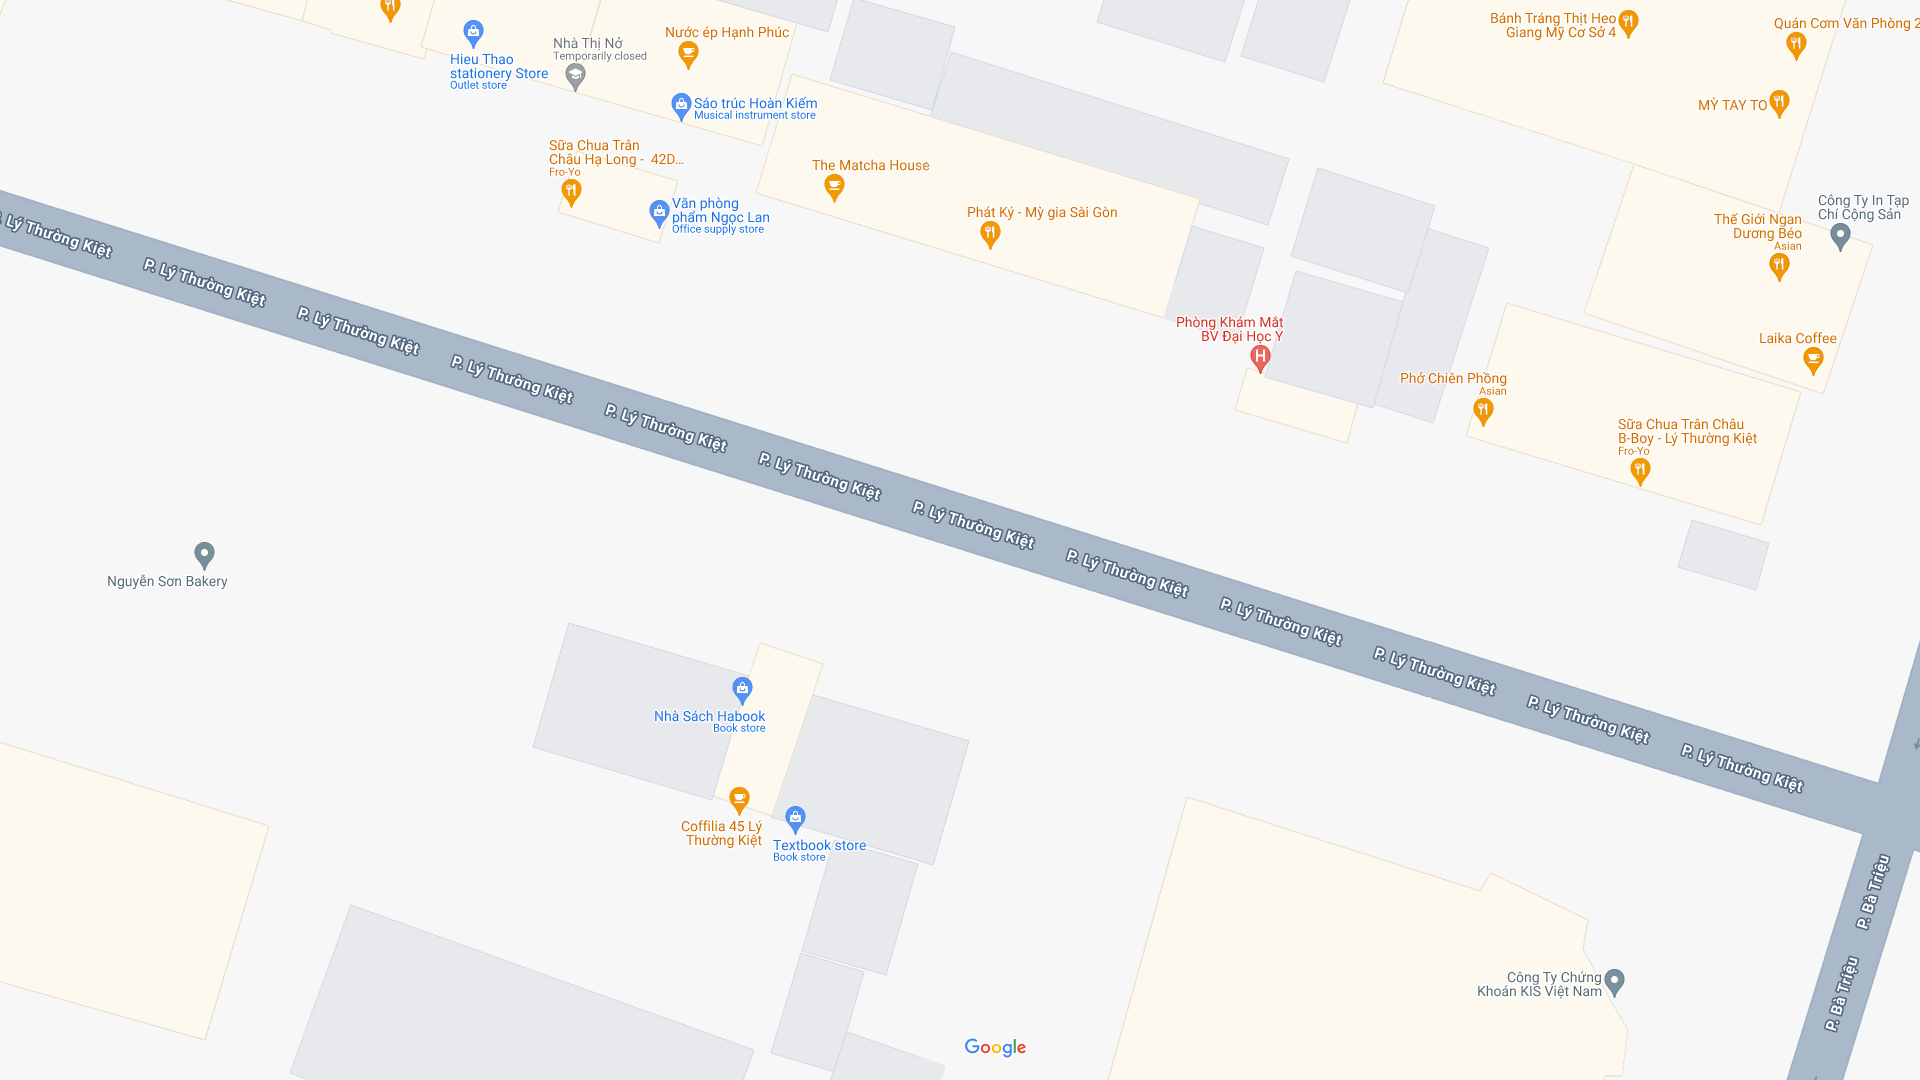 Hieu Thao
stationery Store
Outlet store
Nhà Thị Nở
Temporarily closed
Nước ép Hạnh Phúc
Sáo trúc Hoàn Kiếm
Musical instrument store
Bánh Tráng Thịt Heo
Giang Mỹ Cơ Sở 4
Quán Cơm Văn Phòng 2
MỲ TAY TO
Sữa Chua Trân
Châu Hạ Long - 42D...
Fro-Yo
Văn phòng
phẩm Ngọc Lan
Office supply store
The Matcha House
Phát Ký - Mỳ gia Sài Gòn
Công Ty In Tạp
Chí Cộng Sản
Thế Giới Ngan
Dương Béo
Asian
Phòng Khám Mắt
BV Đại Học Y
Laika Coffee
Phở Chiên Phồng
Asian
Sữa Chua Trân Châu
B-Boy - Lý Thường Kiệt
Fro-Yo
Lý Thường Kiệt
P. Lý Thường Kiệt
P. Lý Thường Kiệt
P. Lý Thường Kiệt
P. Lý Thường Kiệt
P. Lý Thường Kiệt
P. Lý Thường Kiệt
P. Lý Thường Kiệt
P. Lý Thường Kiệt
P. Lý Thường Kiệt
P. Lý Thường Kiệt
P. Lý Thường Kiệt
Nguyễn Sơn Bakery
Nhà Sách Habook
Book store
Coffilia 45 Lý
Thường Kiệt
Textbook store
Book store
P. Bà Triệu
P. Bà Triệu
Công Ty Chứng
Khoán KIS Việt Nam
Google